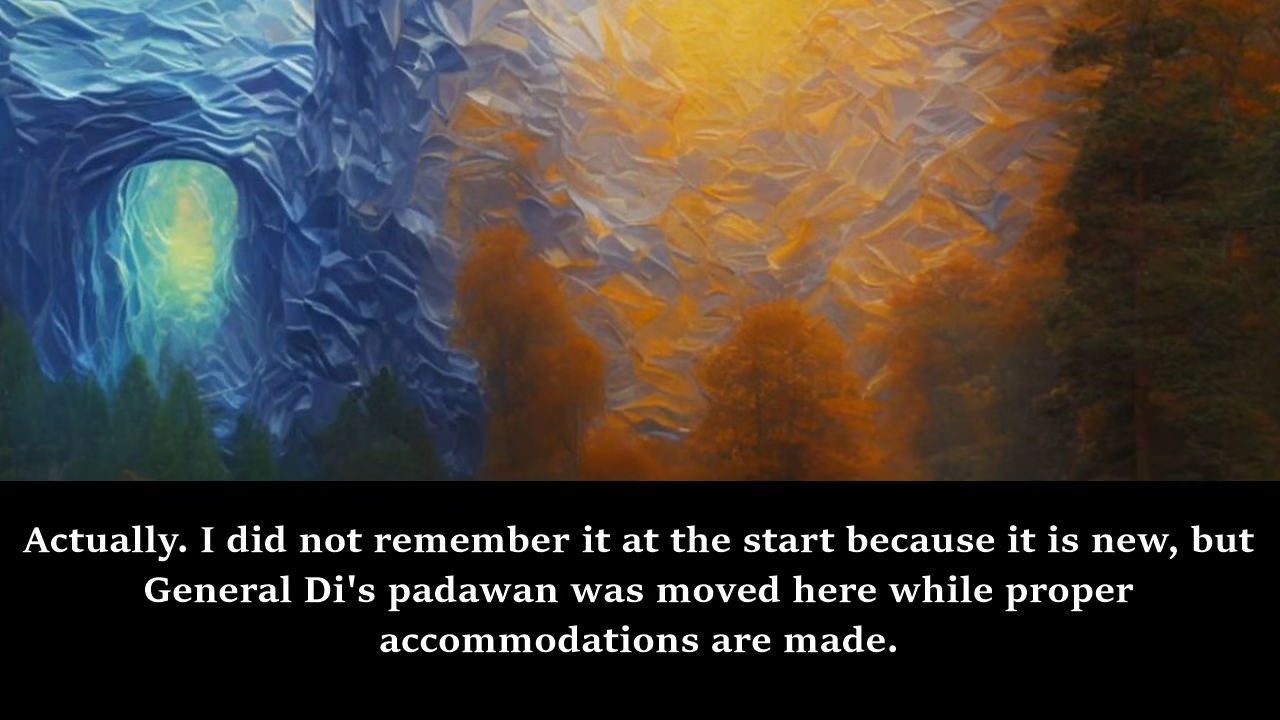 Actually. I did not remember it at the start because it is new, but
General Di's padawan was moved here while proper
accommodations are made.